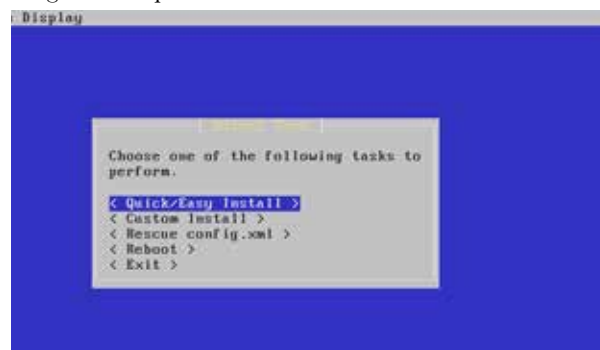 Display
Choose one of the following tasks to
perform.
< Quick/Easy Install >
< Custom Install >
< Rescue config.xml >
< Reboot >
< Exit >